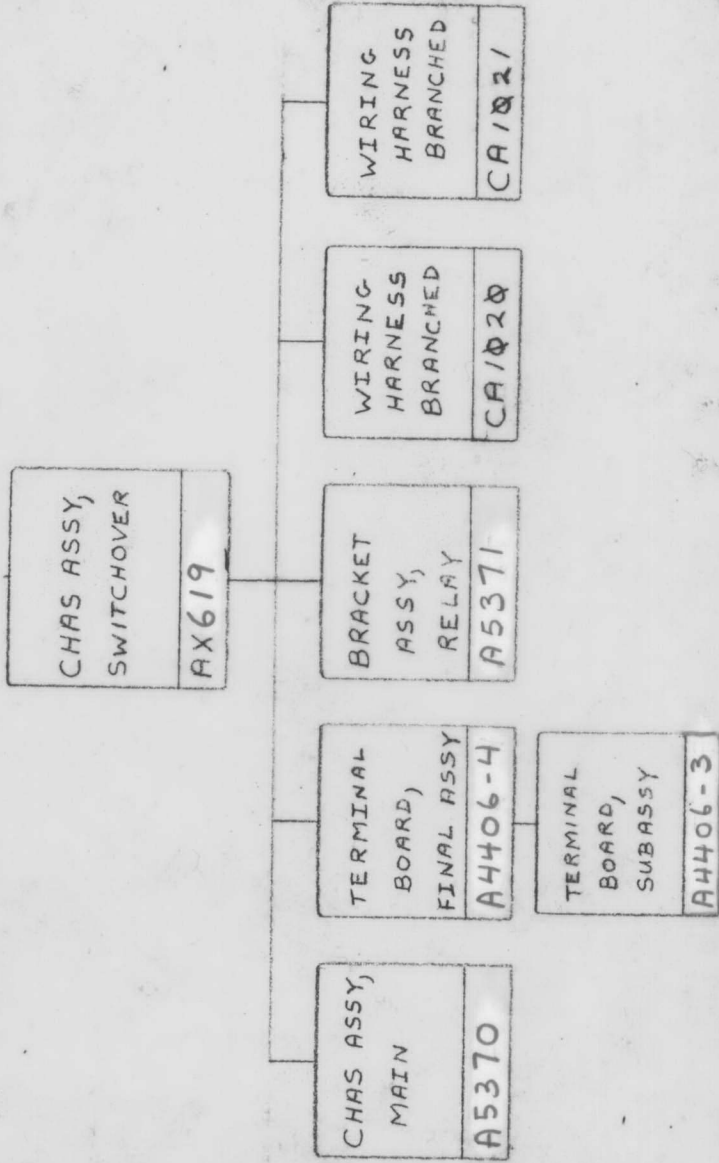 CHAS ASSY,
SWITCHOVER
AX619
CHAS ASSY,
MAIN
A5370
TERMINAL
BOARD,
FINAL ASSY
A4406-4
TERMINAL
BOARD,
SUBASSY
A4406-3
BRACKET
ASSY,
RELAY
A5371
WIRING
HARNESS
BRANCHED
CA1020
WIRING
HARNESS
BRANCHED
CA1021